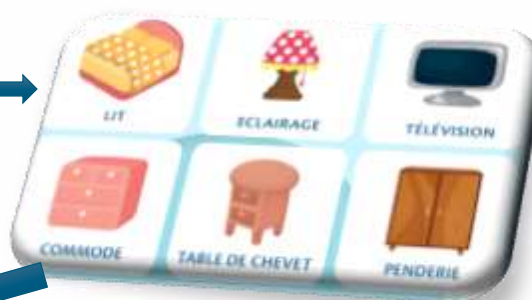 LIT
ECLAIRAGE
TÉLÉVISION
COMMODE
TABLE DE CHEVET
PENDERIE